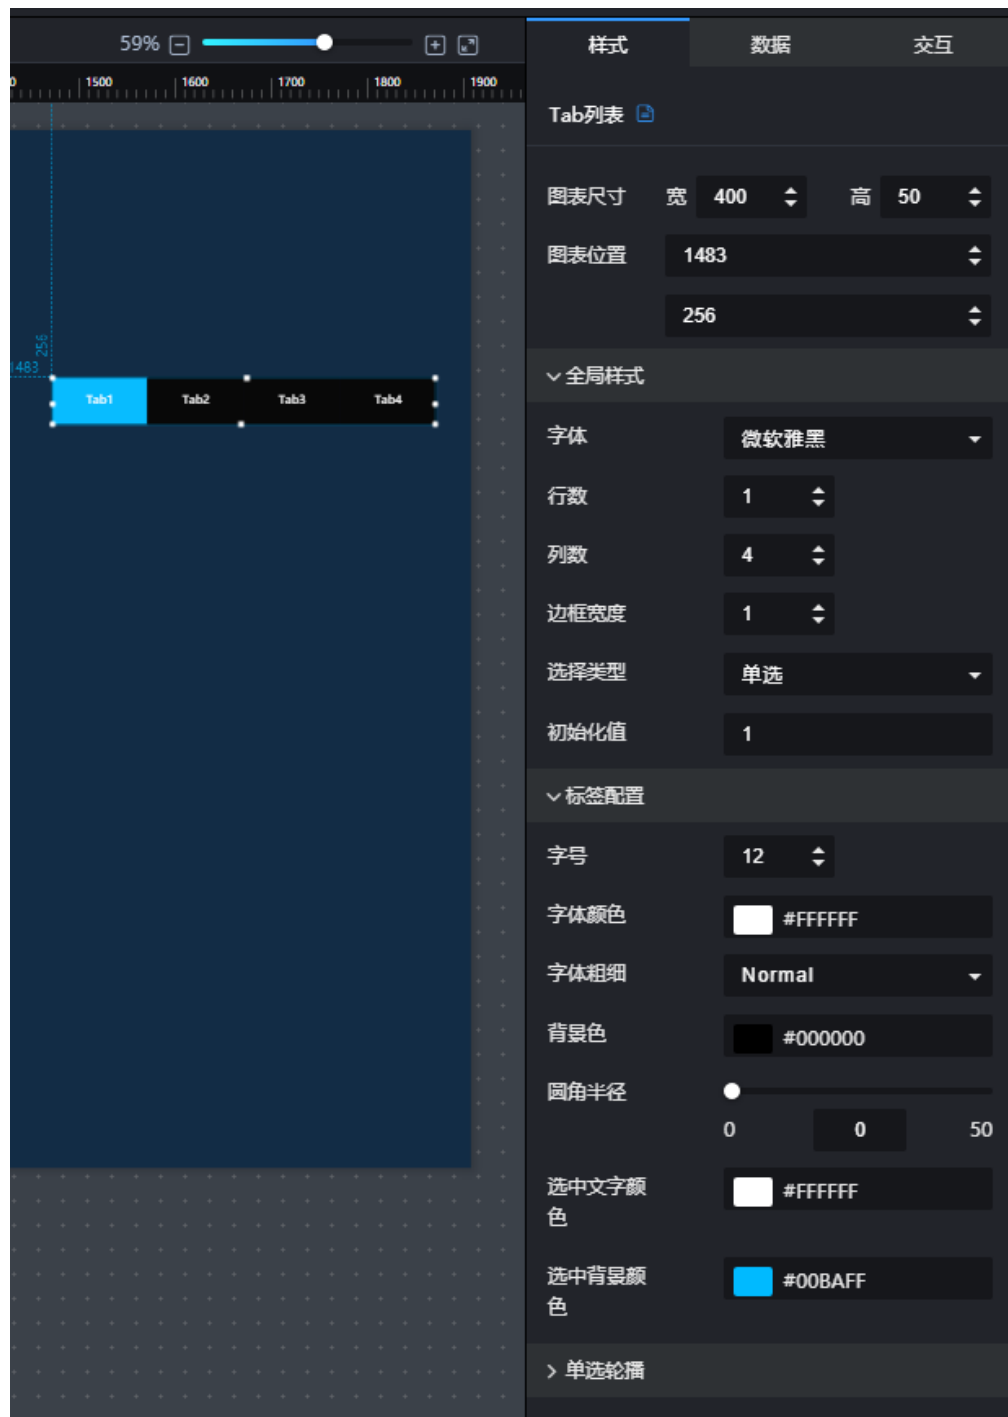 59%
样式 数据 交互
1500 1600 1700 1800 1900
Tab列表
图表尺寸 宽 400 高 50
图表位置 1483
256
256
1483
全局样式
Tab1 Tab2 Tab3 Tab4
字体 微软雅黑
行数 1
列数 4
边框宽度 1
选择类型 单选
初始化值 1
标签配置
字号 12
字体颜色 #FFFFFF
字体粗细 Normal
背景色 #000000
圆角半径
0 0 50
选中文字颜
色
#FFFFFF
选中背景颜
色
#00BAFF
单选轮播